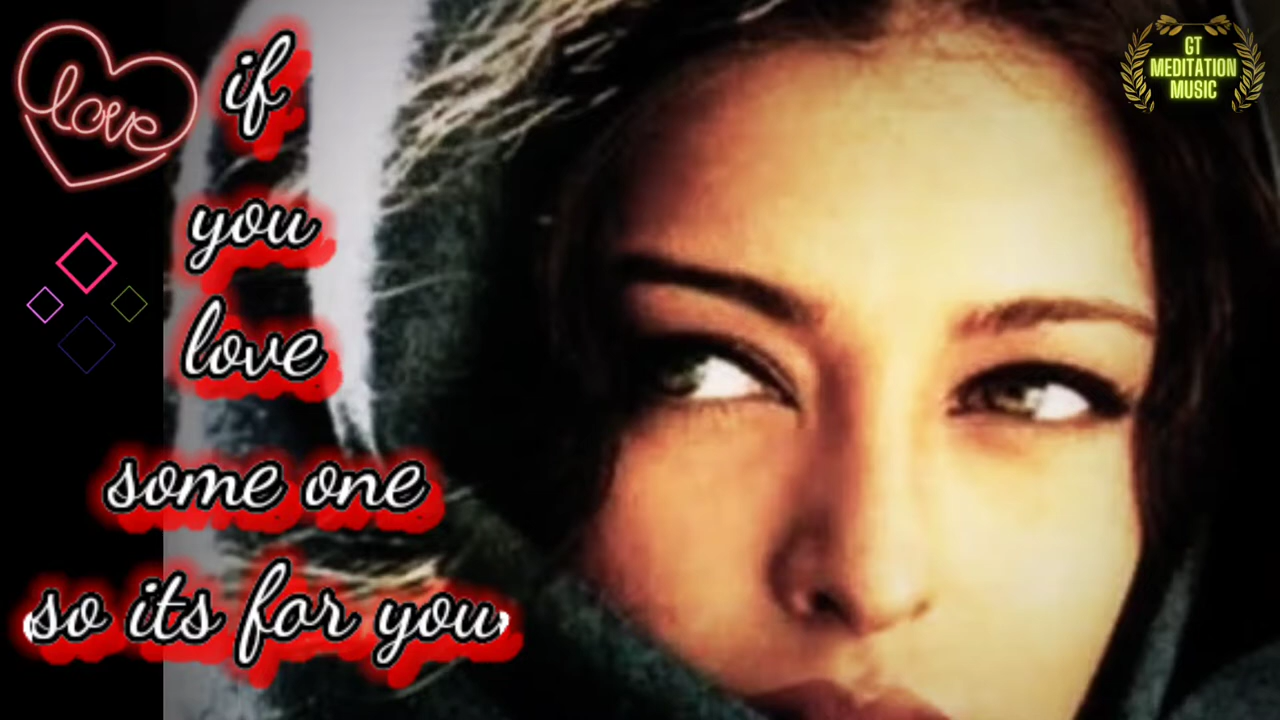 love
if
you
love
some one
so its for you
GT
MEDITATION
MUSIC